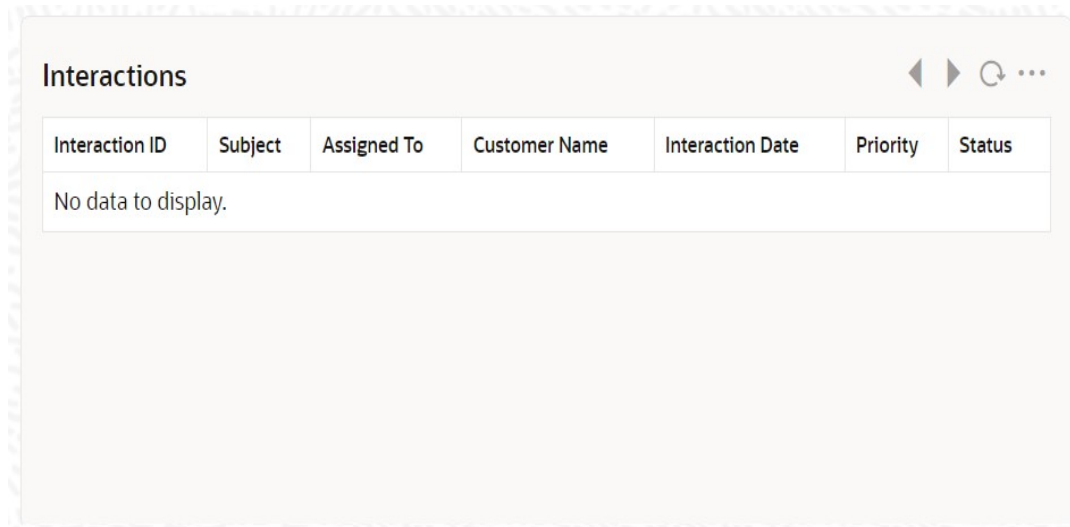 Interactions
Interaction ID Subject Assigned To Customer Name Interaction Date Priority Status
No data to display.